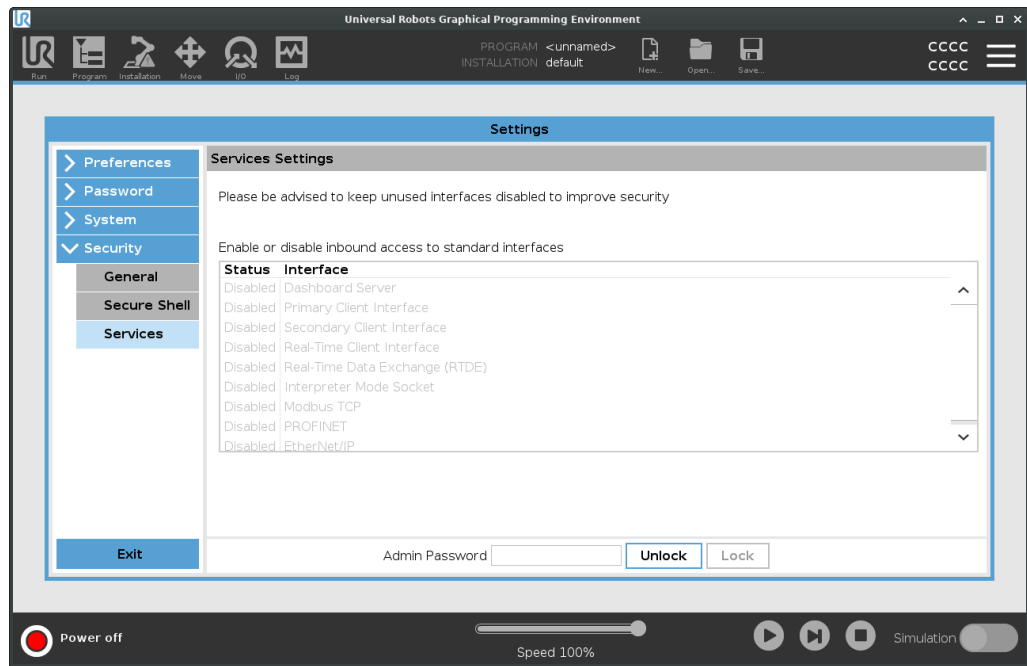 UR
Universal Robots Graphical Programming Environment
UR
Run
Program
Installation
Move
I/O
Log
PROGRAM <unnamed>
INSTALLATION default
New...
Open...
Save...
CCCC
CCCC
Settings
Preferences
Password
System
Security
General
Secure Shell
Services
Exit
Services Settings
Please be advised to keep unused interfaces disabled to improve security
Enable or disable inbound access to standard interfaces
Status Interface
Disabled Dashboard Server
Disabled Primary Client Interface
Disabled Secondary Client Interface
Disabled Real-Time Client Interface
Disabled Real-Time Data Exchange (RTDE)
Disabled Interpreter Mode Socket
Disabled Modbus TCP
Disabled PROFINET
Disabled EtherNet/IP
Admin Password Unlock Lock
Power off
Speed 100%
Simulation